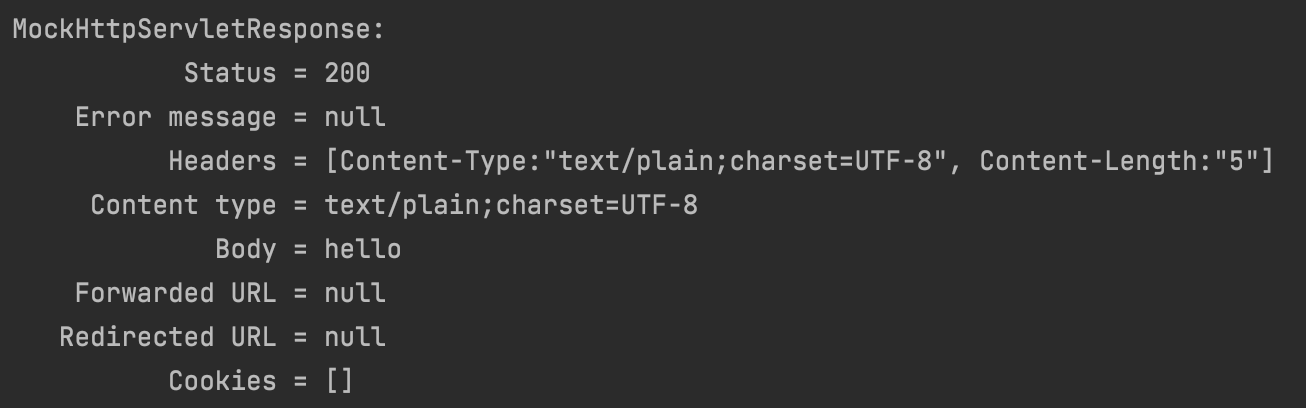 MockHttpServletResponse:
Status = 200
Error message = null
Headers = [Content-Type:"text/plain;charset=UTF-8", Content-Length:"5"]
Content type = text/plain;charset=UTF-8
Body = hello
Forwarded URL = null
Redirected URL = null
Cookies = []